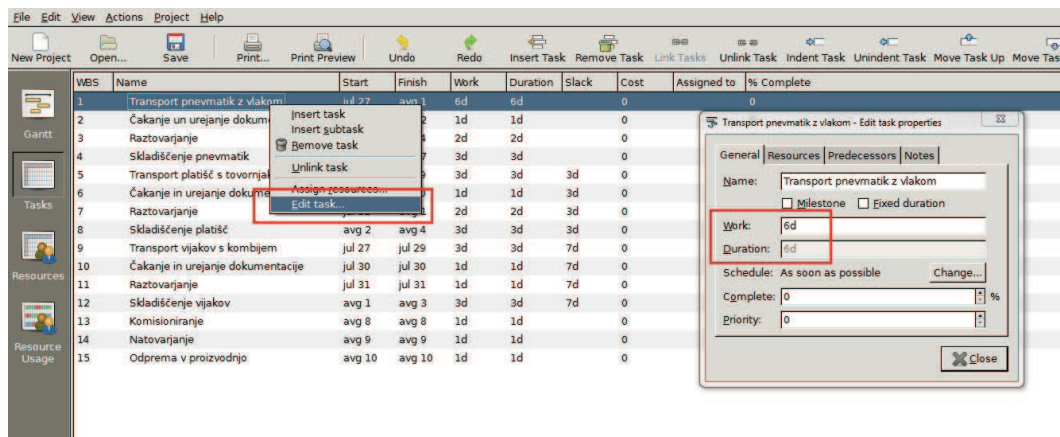 File Edit View Actions Project Help
New Project Open... Save Print... Print Preview Undo Redo Insert Task Remove Task Link Tasks Unlink Task Indent Task Unindent Task Move Task Up Move Tas
WBS Name Start Finish Work Duration Slack Cost Assigned to % Complete
1 Transport pnevmatik z vlakom jul 27 avg 1 6d 6d 0 0
2 Čakanje un urejanje dokum 2 1d 1d 0
3 Raztovarjanje 4 2d 2d 0
4 Skladiščenje pnevmatik 7 3d 3d 0
5 Transport platišč s tovornjak 9 3d 3d 3d 0
6 Čakanje in urejanje dokume 0 1d 1d 3d 0
7 Raztovarjanje 1 2d 2d 3d 0
8 Skladiščenje platišč avg 2 avg 4 3d 3d 3d 0
9 Transport vijakov s kombijem jul 27 jul 29 3d 3d 7d 0
10 Čakanje in urejanje dokumentacije jul 30 jul 30 1d 1d 7d 0
11 Raztovarjanje jul 31 jul 31 1d 1d 7d 0
12 Skladiščenje vijakov avg 1 avg 3 3d 3d 7d 0
13 Komisioniranje avg 8 avg 8 1d 1d 0
14 Natovarjanje avg 9 avg 9 1d 1d 0
15 Odprema v proizvodnjo avg 10 avg 10 1d 1d 0
Gantt
Tasks
Resources
Resource
Usage
Insert task
Insert subtask
Remove task
Unlink task
Assign resources...
Edit task...
Transport pnevmatik z vlakom - Edit task properties
General Resources Predecessors Notes
Name: Transport pnevmatik z vlakom
Milestone Fixed duration
Work: 6d
Duration: 6d
Schedule: As soon as possible Change...
Complete: 0 %
Priority: 0
Close